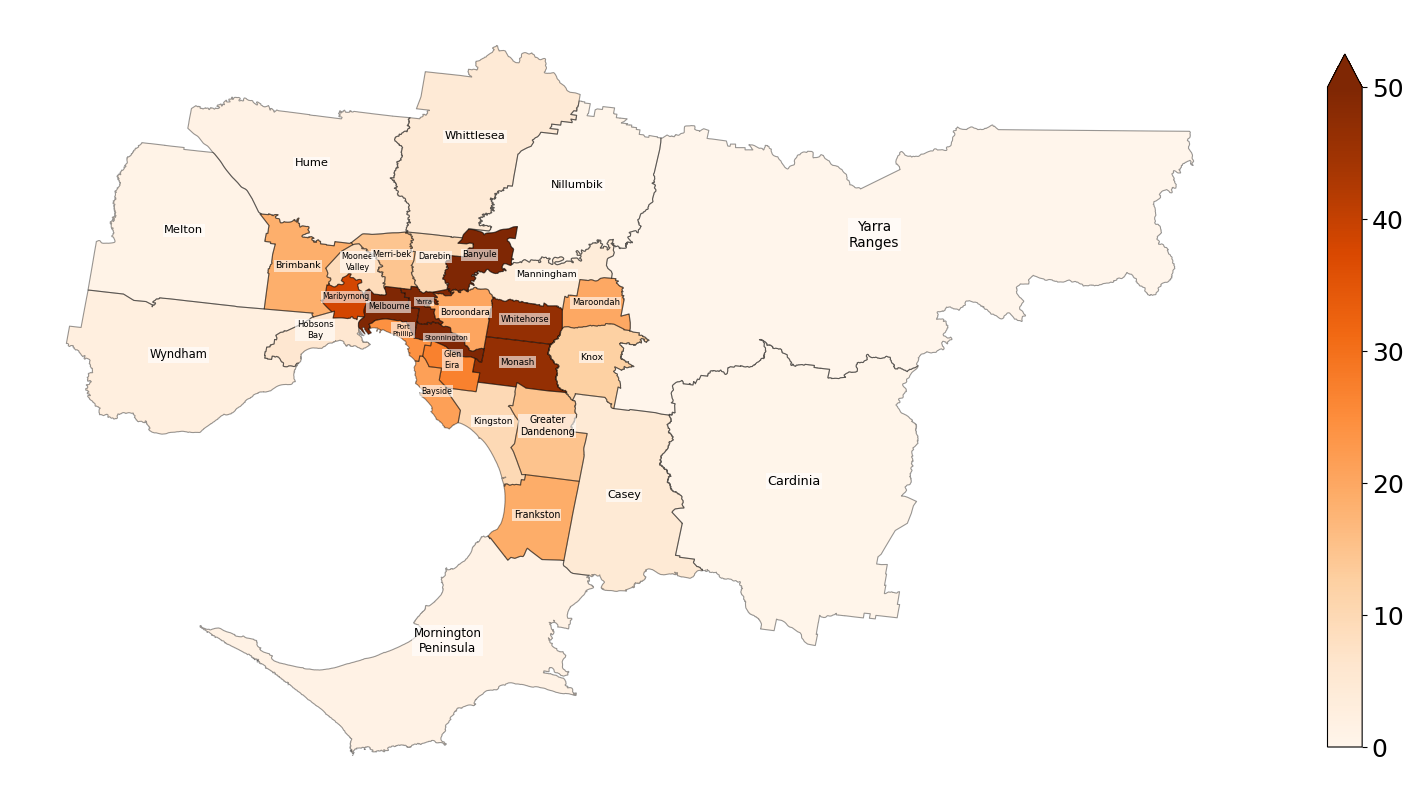 Whittlesea
Hume
Nillumbik
Melton
Yarra
Ranges
Merri-bek
Darebin
Banyule
Moonee
Valley
Brimbank
Manningham
Maribyrnong
Melbourne
Yarra
Maroondah
Boroondara
Whitehorse
Hobsons
Bay
Port
Phillip
Stonnington
Wyndham
Glen
Eira
Monash
Knox
Bayside
Kingston
Greater
Dandenong
Cardinia
Casey
Frankston
Mornington
Peninsula
50
40
30
20
10
0